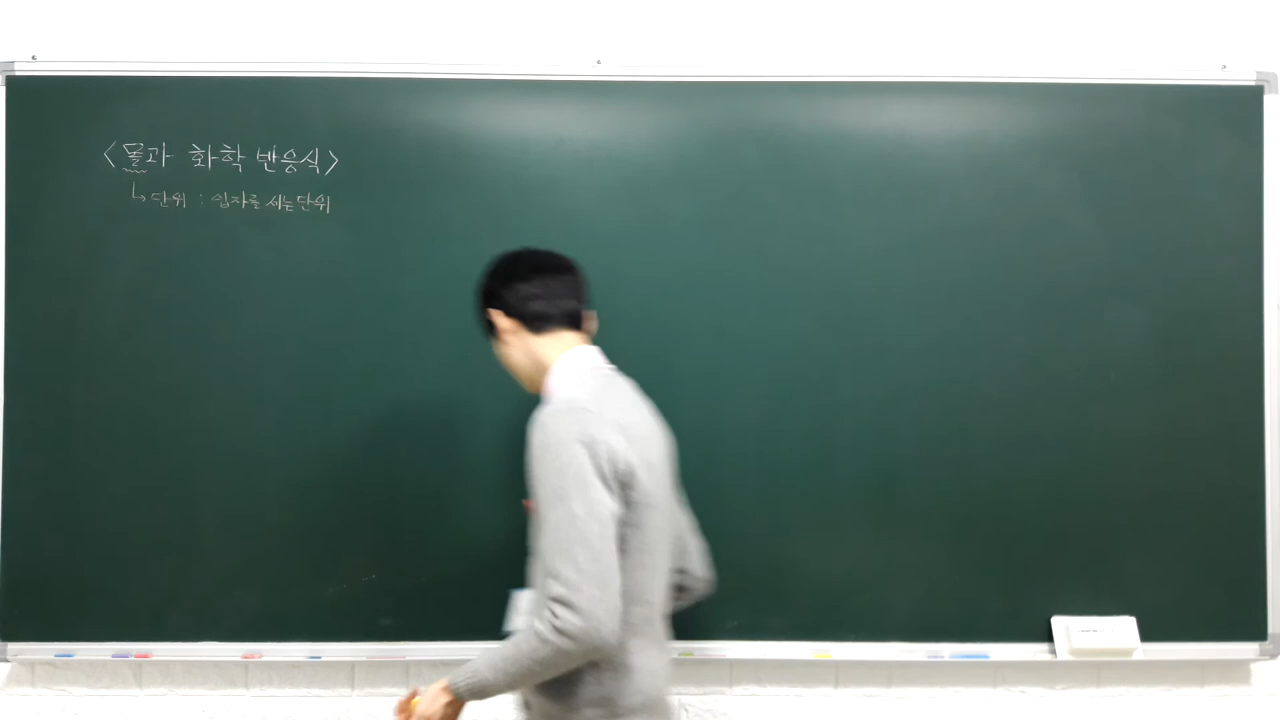 <몰과 화학 반응식>
↳ 단위 : 입자를 세는 단위